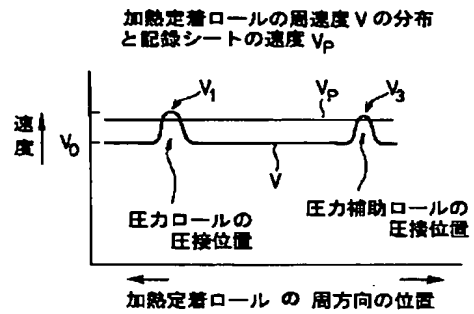 加熱定着ロールの周速度 V の分布
と記録シートの速度 VP
V1
VP
V3
速度
V0
V
圧力ロールの
圧接位置
圧力補助ロールの
圧接位置
加熱定着ロール の 周方向の位置